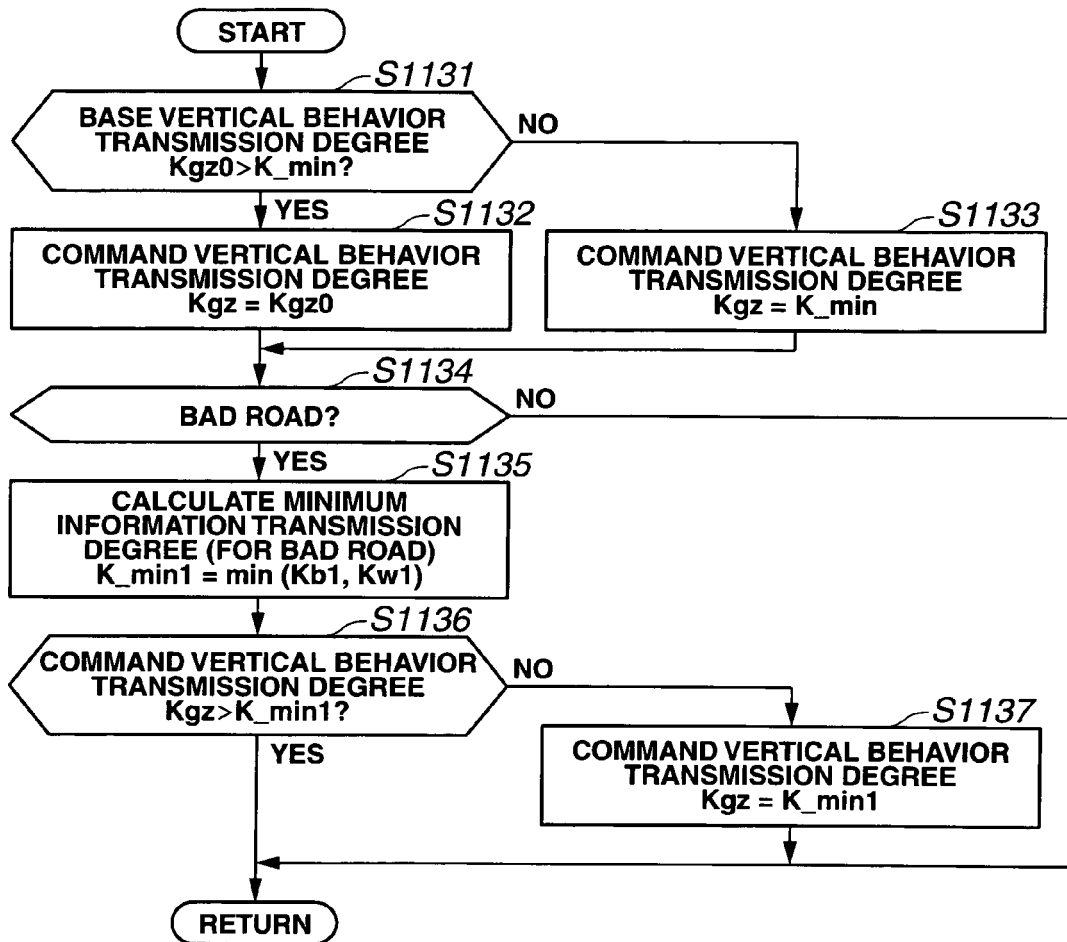 START
S1131
BASE VERTICAL BEHAVIOR
TRANSMISSION DEGREE
Kgz0>K_min?
NO
YES
S1132
COMMAND VERTICAL BEHAVIOR
TRANSMISSION DEGREE
Kgz = Kgz0
S1133
COMMAND VERTICAL BEHAVIOR
TRANSMISSION DEGREE
Kgz = K_min
S1134
BAD ROAD?
NO
YES
S1135
CALCULATE MINIMUM
INFORMATION TRANSMISSION
DEGREE (FOR BAD ROAD)
K_min1 = min (Kb1, Kw1)
S1136
COMMAND VERTICAL BEHAVIOR
TRANSMISSION DEGREE
Kgz>K_min1?
NO
YES
S1137
COMMAND VERTICAL BEHAVIOR
TRANSMISSION DEGREE
Kgz = K_min1
RETURN